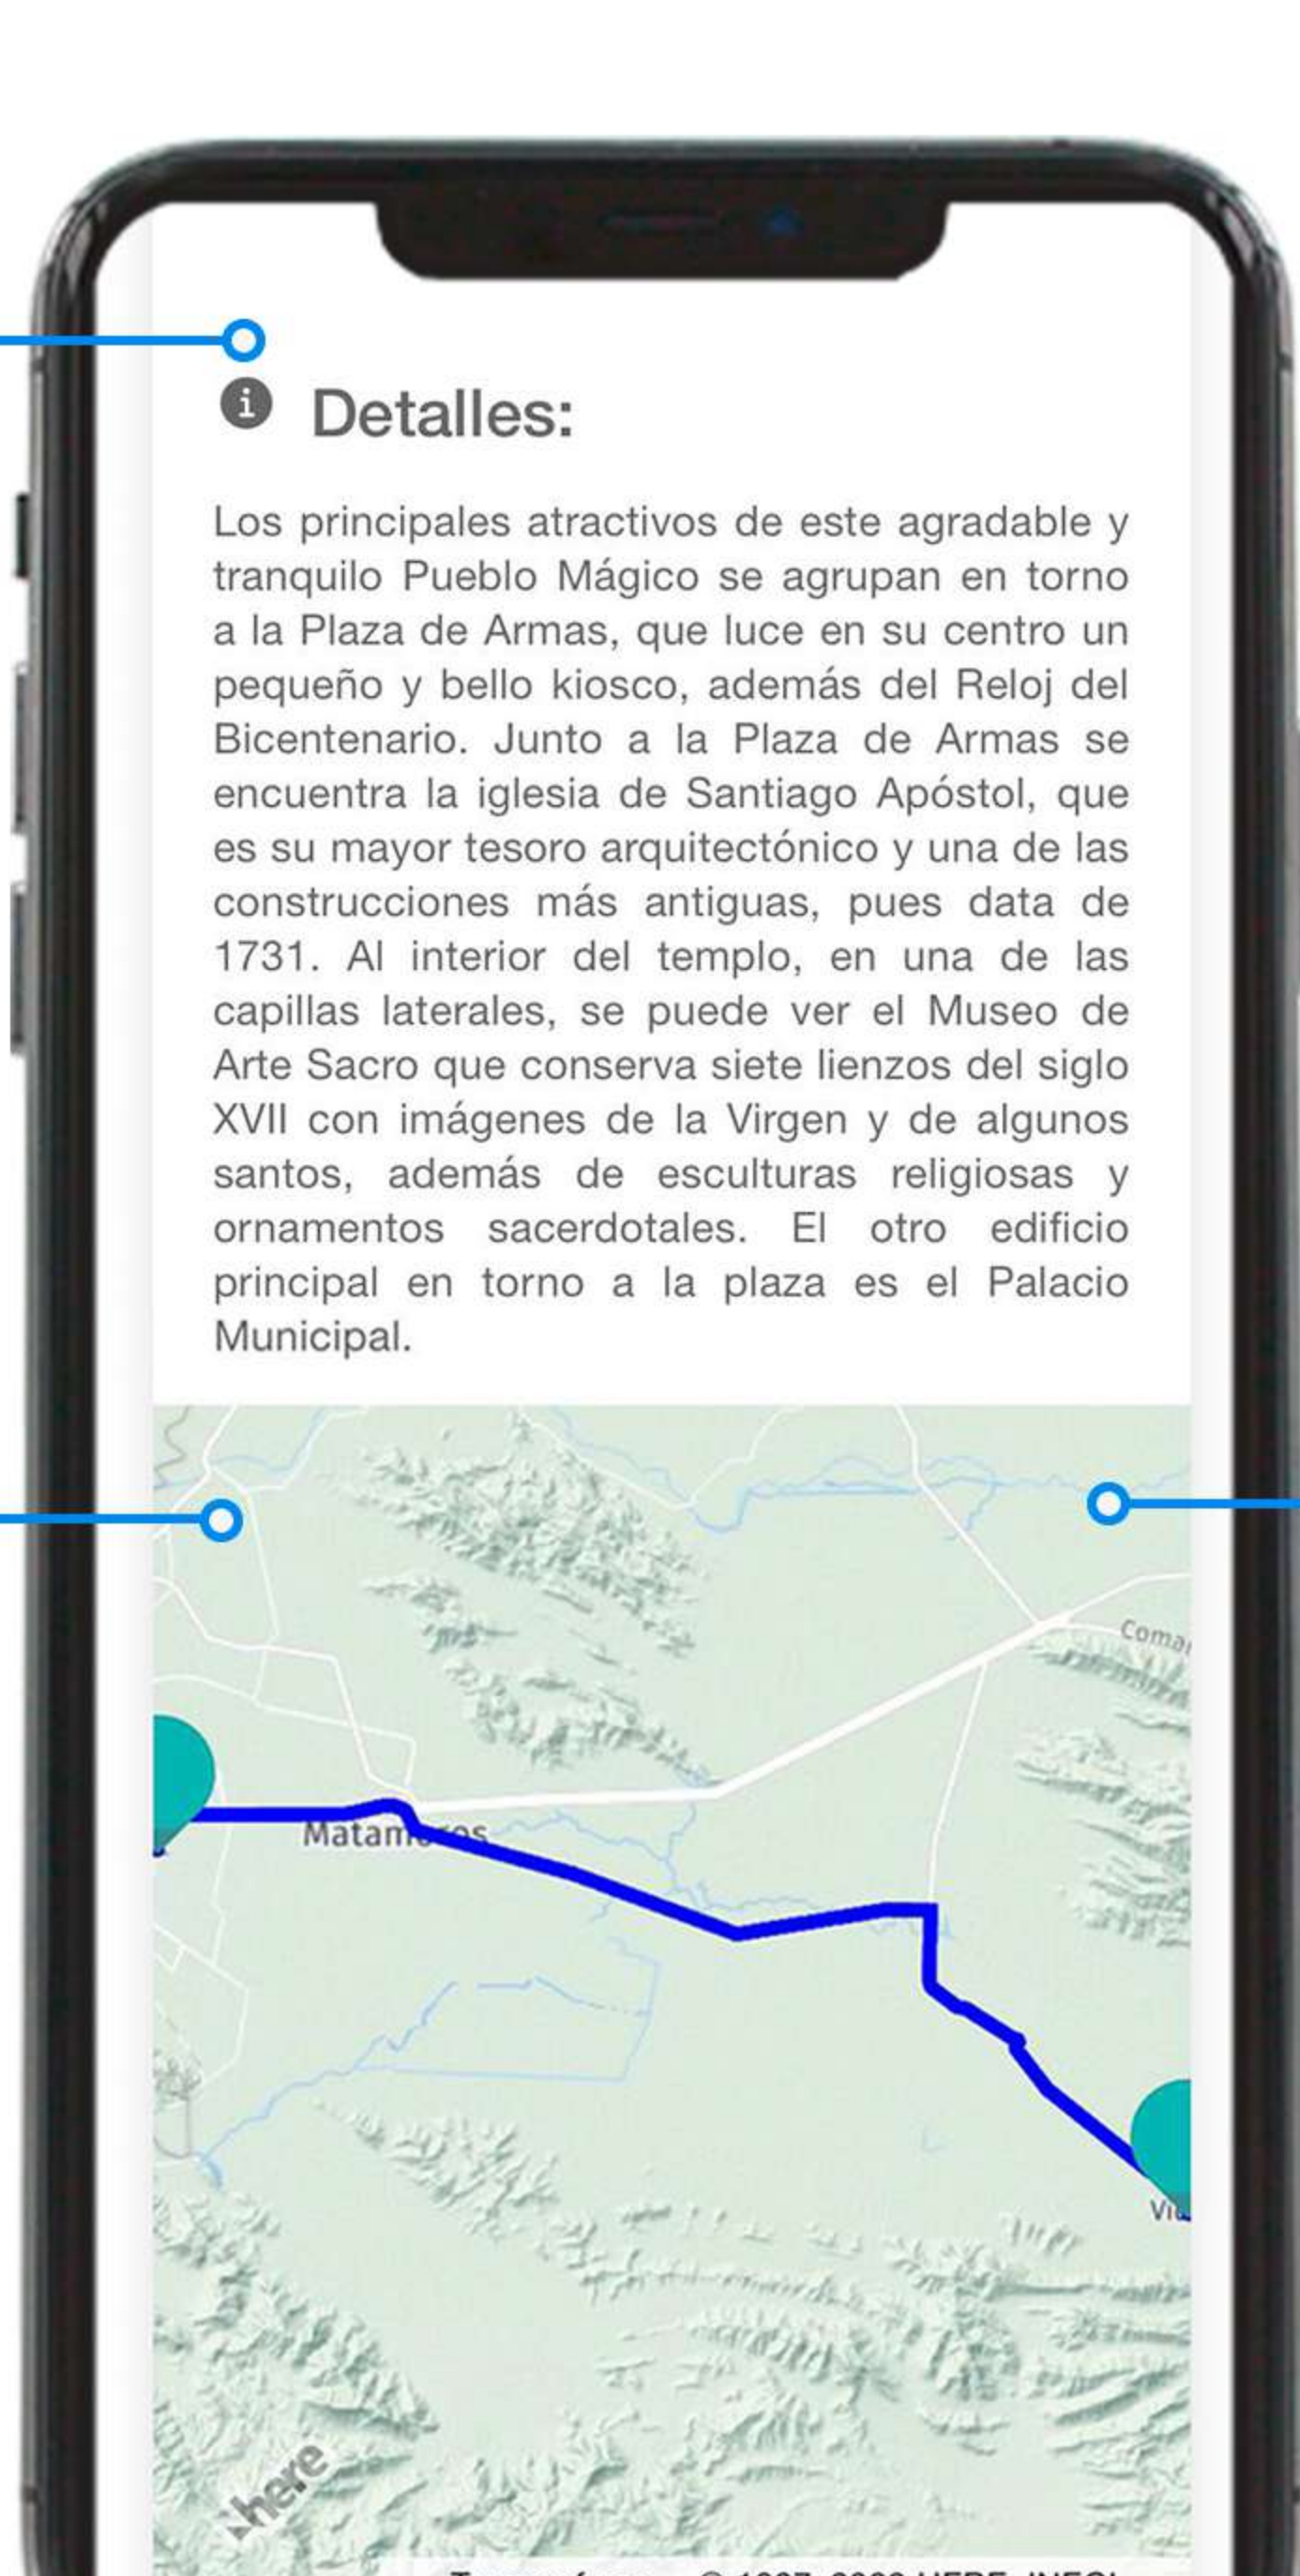 Detalles:
Los principales atractivos de este agradable y
tranquilo Pueblo Mágico se agrupan en torno
a la Plaza de Armas, que luce en su centro un
pequeño y bello kiosco, además del Reloj del
Bicentenario. Junto a la Plaza de Armas se
encuentra la iglesia de Santiago Apóstol, que
es su mayor tesoro arquitectónico y una de las
construcciones más antiguas, pues data de
1731. Al interior del templo, en una de las
capillas laterales, se puede ver el Museo de
Arte Sacro que conserva siete lienzos del siglo
XVII con imágenes de la Virgen y de algunos
santos, además de esculturas religiosas y
ornamentos sacerdotales. El otro edificio
principal en torno a la plaza es el Palacio
Municipal.
Matamoros
here